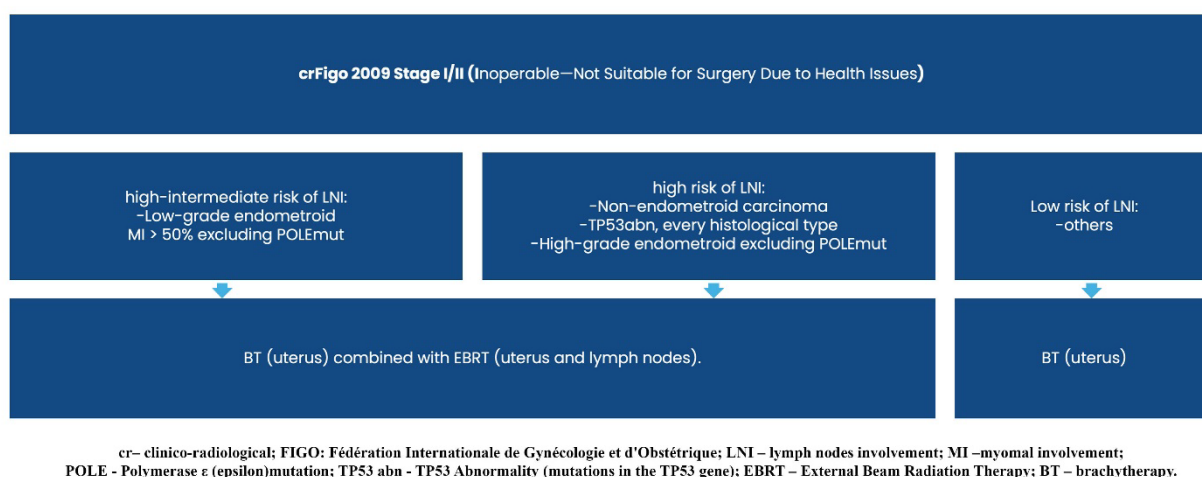 crFigo 2009 Stage I/II (Inoperable—Not Suitable for Surgery Due to Health Issues)
high-intermediate risk of LNI:
-Low-grade endometroid
MI > 50% excluding POLEmut
high risk of LNI:
-Non-endometroid carcinoma
-TP53abn, every histological type
-High-grade endometroid excluding POLEmut
Low risk of LNI:
-others
BT (uterus) combined with EBRT (uterus and lymph nodes).
BT (uterus)
cr– clinico-radiological; FIGO: Fédération Internationale de Gynécologie et d'Obstétrique; LNI – lymph nodes involvement; MI –myomal involvement;
POLE - Polymerase ε (epsilon)mutation; TP53 abn - TP53 Abnormality (mutations in the TP53 gene); EBRT – External Beam Radiation Therapy; BT – brachytherapy.